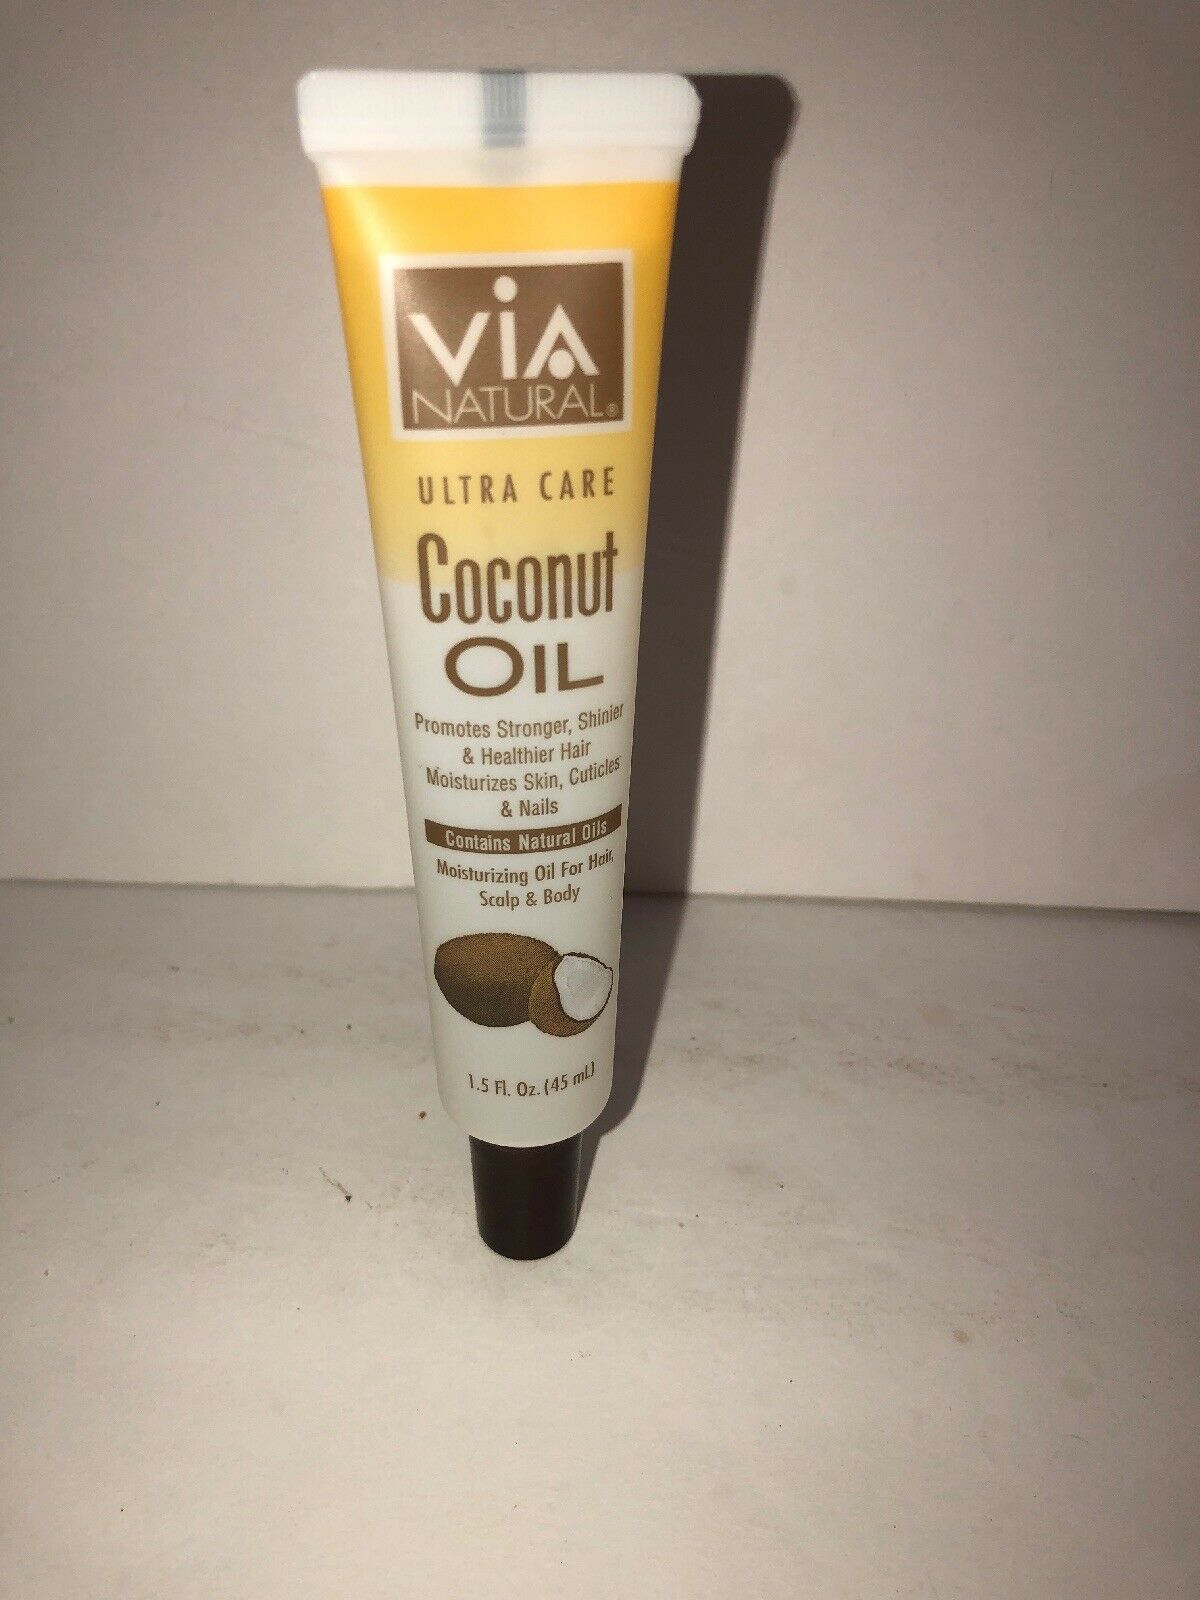 VIA
NATURAL®
ULTRA CARE
Coconut
OIL
Promotes Stronger, Shinier
& Healthier Hair
Moisturizes Skin, Cuticles
& Nails
Contains Natural Oils
Moisturizing Oil For Hair,
Scalp & Body
1.5 Fl. Oz. (45 ml.)